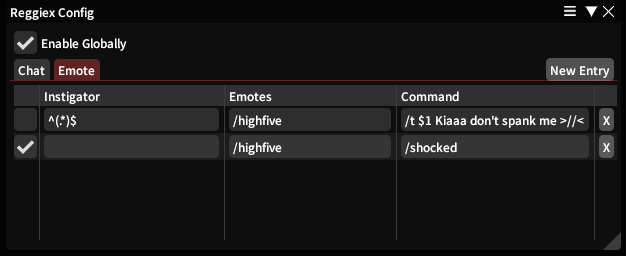 Reggiex Config
Enable Globally
Chat Emote New Entry
Instigator Emotes Command
^(.*)$ /highfive /t $1 Kiaaa don't spank me >//< X
/highfive /shocked X